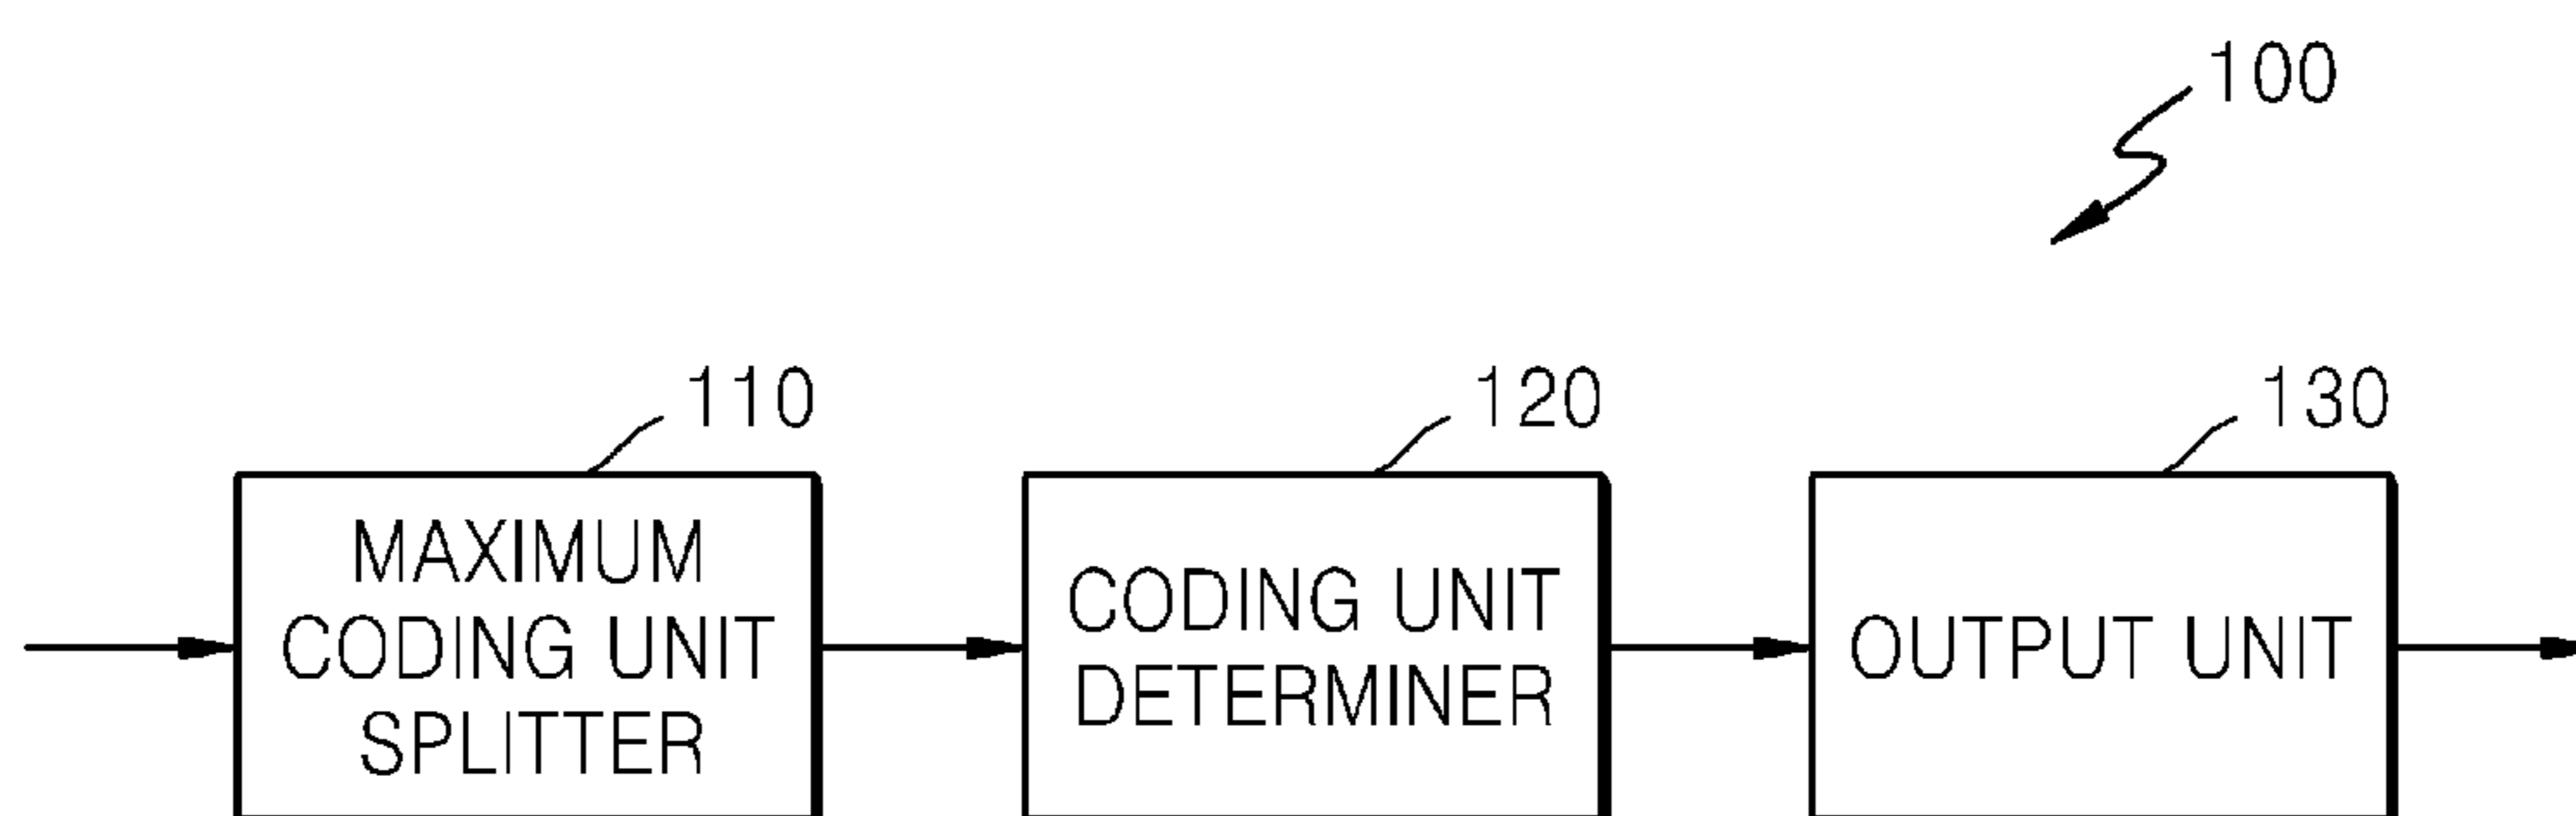 100
110
120
130
MAXIMUM
CODING UNIT
SPLITTER
CODING UNIT
DETERMINER
OUTPUT UNIT